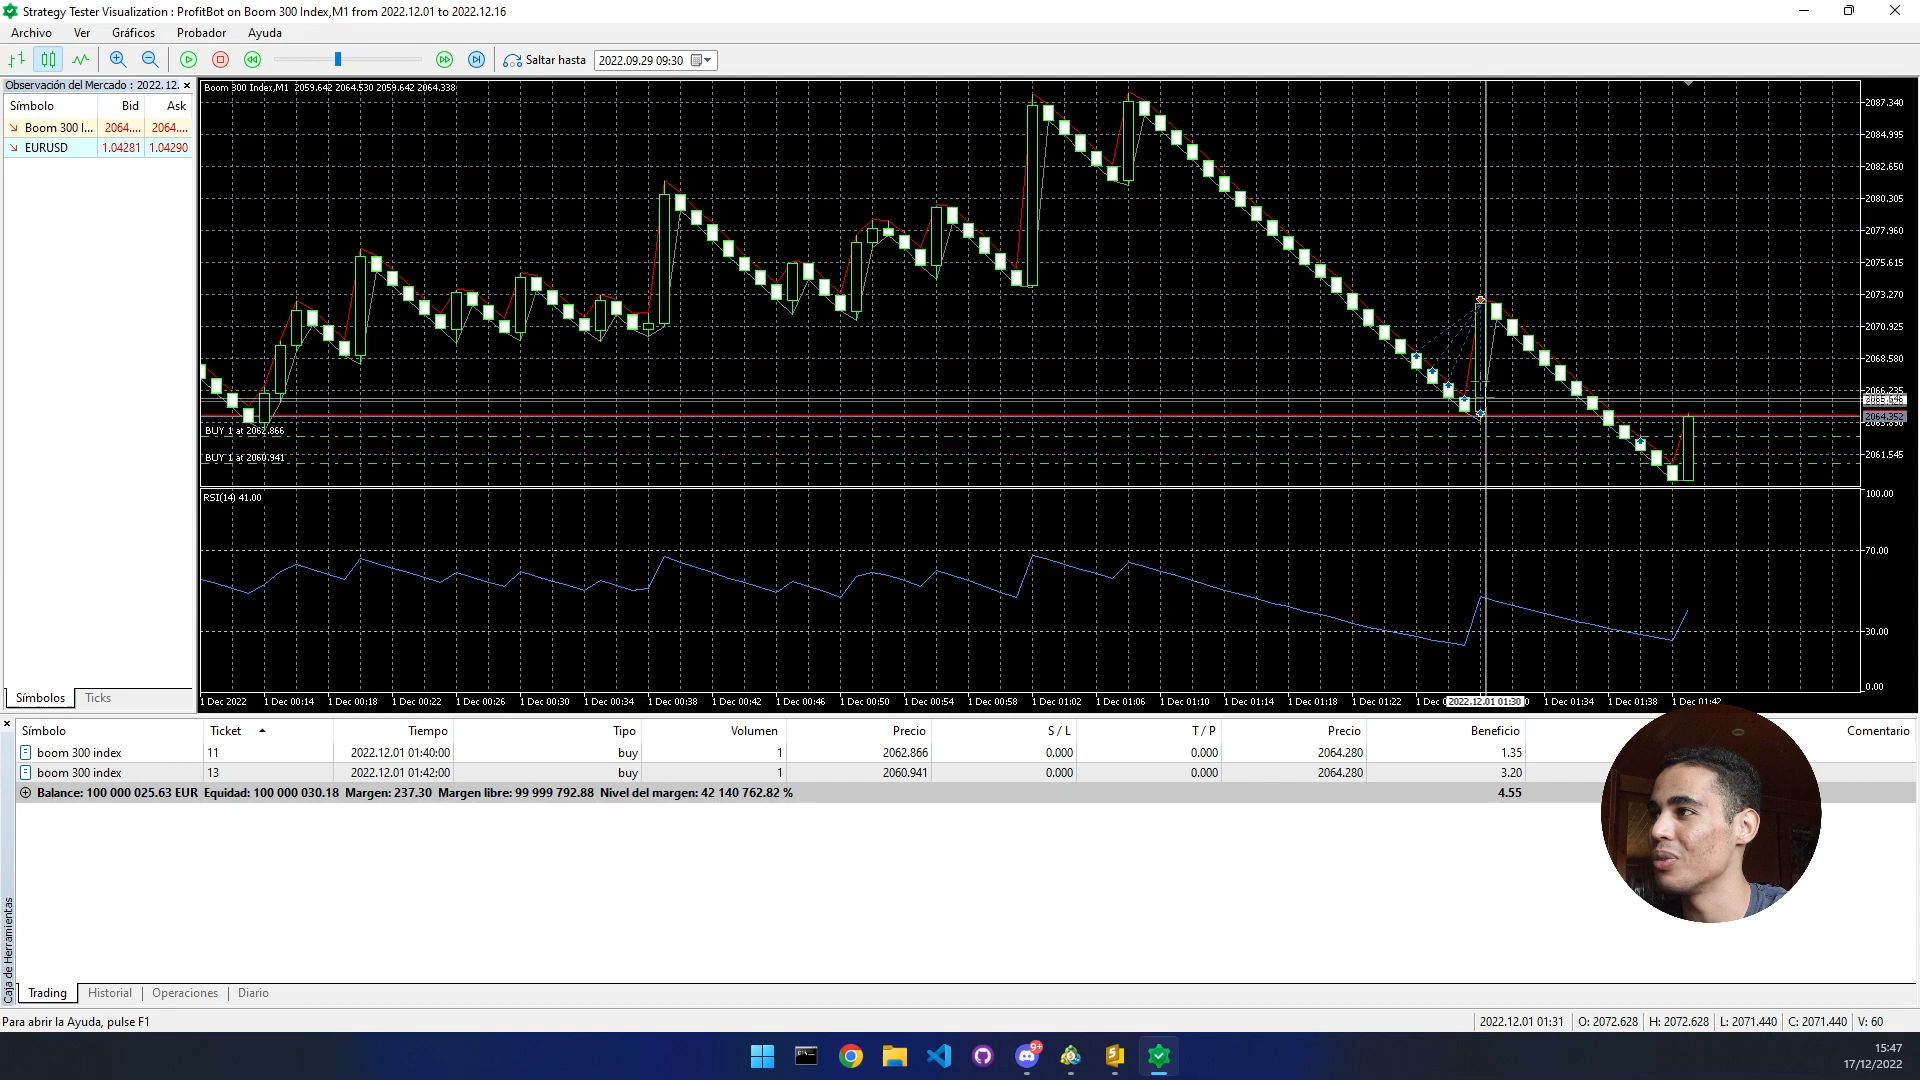 Strategy Tester Visualization : ProfitBot on Boom 300 Index,M1 from 2022.12.01 to 2022.12.16
Archivo Ver Gráficos Probador Ayuda
Saltar hasta 2022.09.29 09:30
Observación del Mercado : 2022.12.
Símbolo Bid Ask
Boom 300 I... 2064.... 2064....
EURUSD 1.04281 1.04290
Símbolos Ticks
Boom 300 Index,M1 2059.642 2064.530 2059.642 2064.338
2087.340
2084.995
2082.650
2080.305
2077.960
2075.615
2073.270
2070.925
2068.580
2066.235
2064.352
2063.890
2061.545
BUY 1 at 2062.866
BUY 1 at 2060.941
RSI(14) 41.00
100.00
70.00
30.00
0.00
1 Dec 2022 1 Dec 00:14 1 Dec 00:18 1 Dec 00:22 1 Dec 00:26 1 Dec 00:30 1 Dec 00:34 1 Dec 00:38 1 Dec 00:42 1 Dec 00:46 1 Dec 00:50 1 Dec 00:54 1 Dec 00:58 1 Dec 01:02 1 Dec 01:06 1 Dec 01:10 1 Dec 01:14 1 Dec 01:18 1 Dec 01:22 1 Dec 0 2022.12.01 01:30 0 1 Dec 01:34 1 Dec 01:38 1 Dec 01:42
Símbolo Ticket Tiempo Tipo Volumen Precio S / L T / P Precio Beneficio Comentario
boom 300 index 11 2022.12.01 01:40:00 buy 1 2062.866 0.000 0.000 2064.280 1.35
boom 300 index 13 2022.12.01 01:42:00 buy 1 2060.941 0.000 0.000 2064.280 3.20
Balance: 100 000 025.63 EUR Equidad: 100 000 030.18 Margen: 237.30 Margen libre: 99 999 792.88 Nivel del margen: 42 140 762.82 % 4.55
Caja de Herramientas
Trading Historial Operaciones Diario
Para abrir la Ayuda, pulse F1
2022.12.01 01:31 O: 2072.628 H: 2072.628 L: 2071.440 C: 2071.440 V: 60
9+
5
15:47
17/12/2022